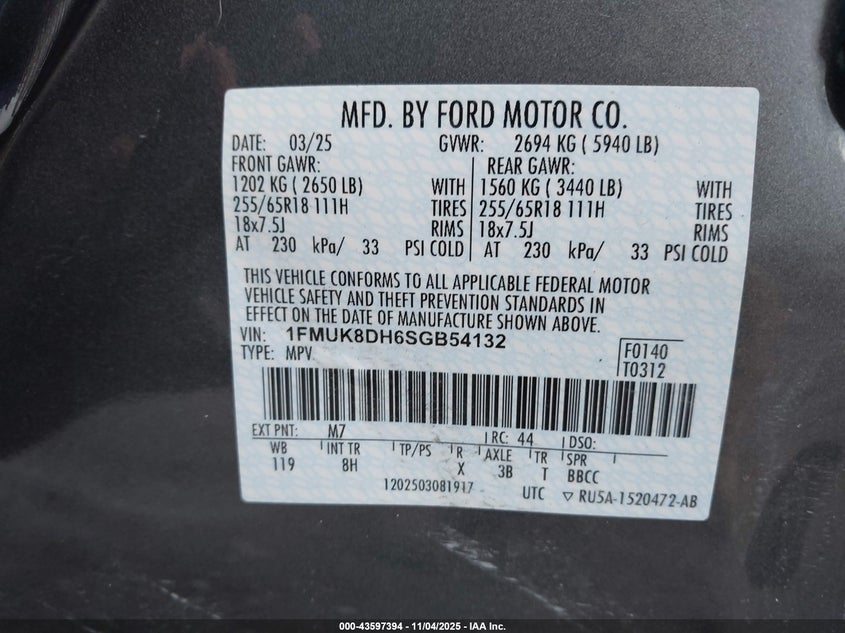 MFD. BY FORD MOTOR CO.
DATE: 03/25 GVWR: 2694 KG ( 5940 LB)
FRONT GAWR: REAR GAWR:
1202 KG ( 2650 LB) WITH 1560 KG ( 3440 LB) WITH
255/65R18 111H TIRES 255/65R18 111H TIRES
18x7.5J RIMS 18x7.5J RIMS
AT 230 kPa/ 33 PSI COLD AT 230 kPa/ 33 PSI COLD
THIS VEHICLE CONFORMS TO ALL APPLICABLE FEDERAL MOTOR
VEHICLE SAFETY AND THEFT PREVENTION STANDARDS IN
EFFECT ON THE DATE OF MANUFACTURE SHOWN ABOVE.
VIN: 1FMUK8DH6SGB54132
TYPE: MPV
F0140
T0312
EXT PNT: M7 RC: 44 DSO:
WB INT TR TP/PS R AXLE TR SPR
119 8H X 3B T BBCC
1202503081917 UTC ▽ RU5A-1520472-AB
000-43597394 - 11/04/2025 - IAA Inc.